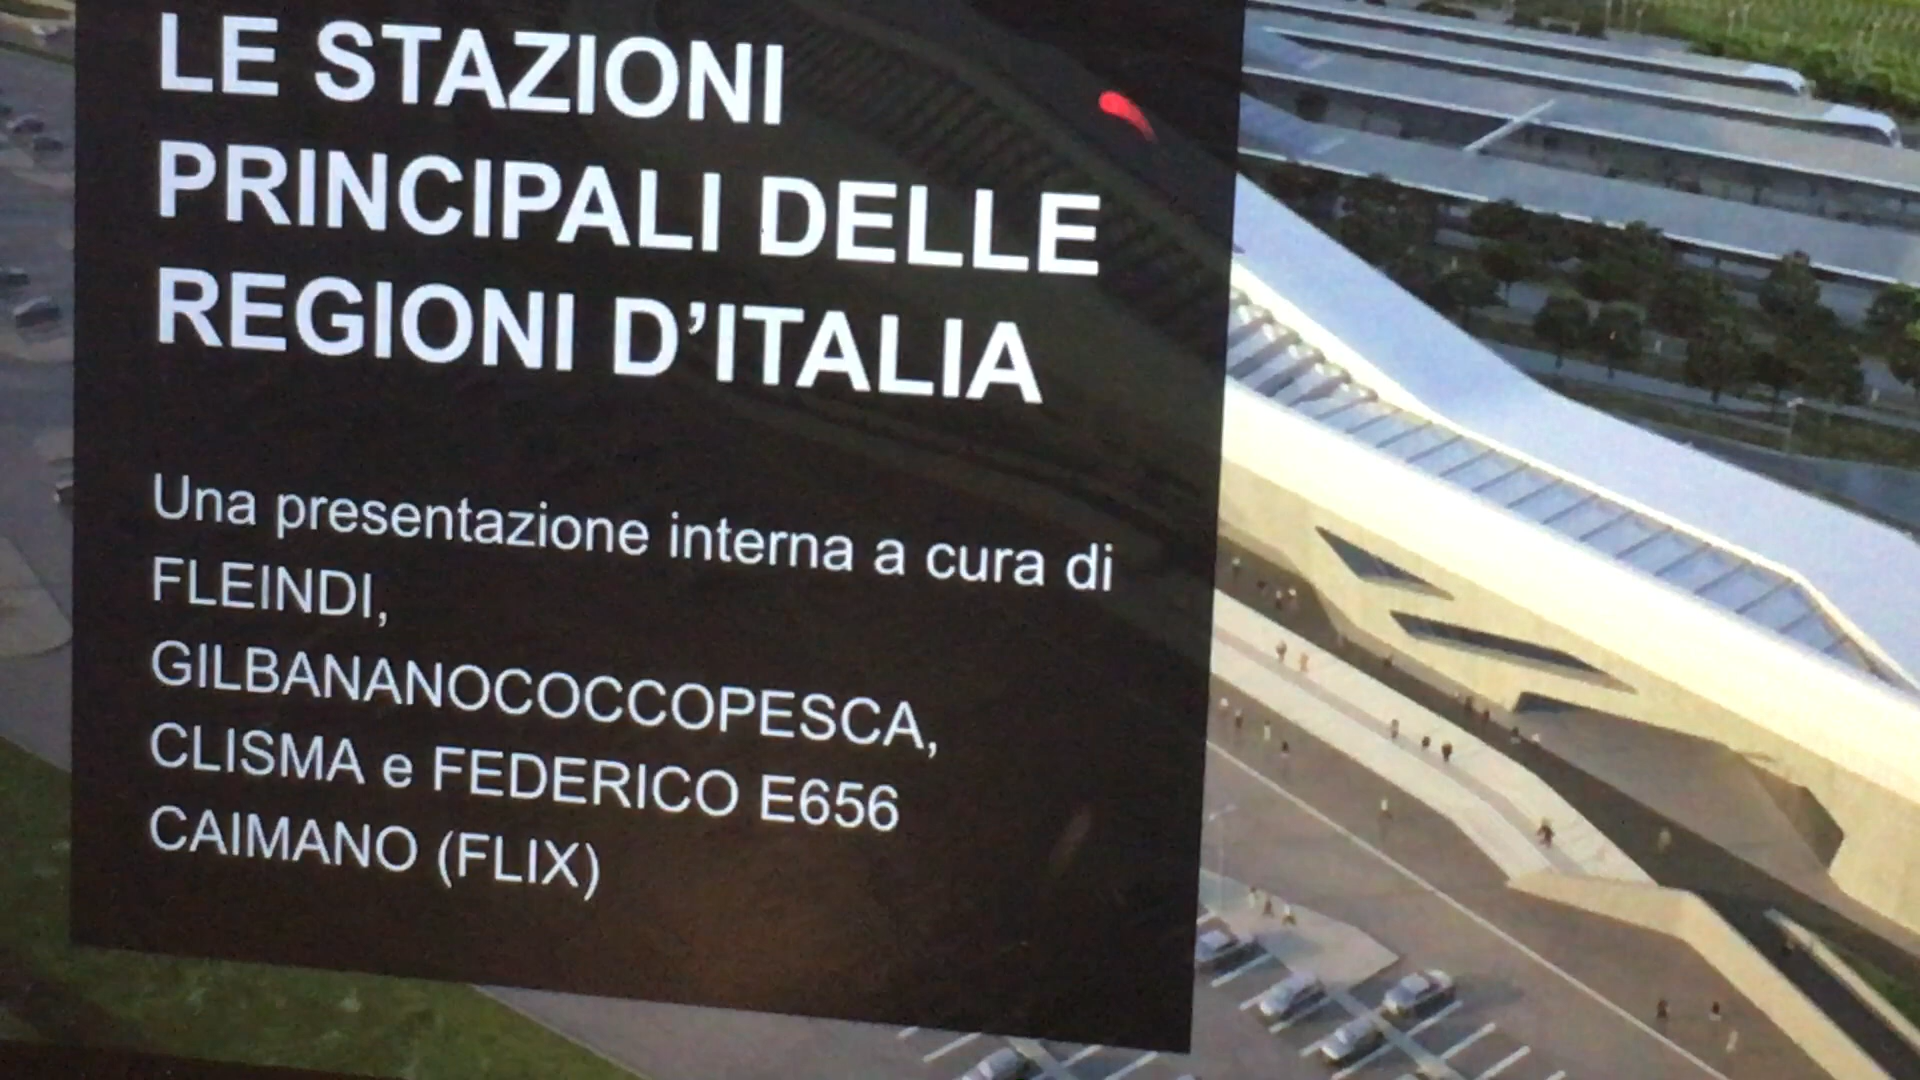 LE STAZIONI
PRINCIPALI DELLE
REGIONI D’ITALIA
Una presentazione interna a cura di
FLEINDI,
GILBANANOCOCCOPESCA,
CLISMA e FEDERICO E656
CAIMANO (FLIX)